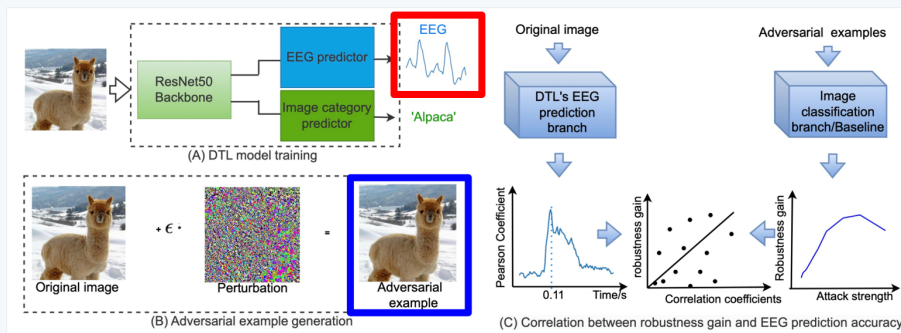 EEG
EEG predictor
ResNet50
Backbone
Image category
predictor
'Alpaca'
(A) DTL model training
+ ϵ ·
=
Original image
Perturbation
Adversarial
example
(B) Adversarial example generation
Original image
Adversarial examples
DTL's EEG
prediction
branch
Image
classification
branch/Baseline
Pearson Coefficient
0.11
Time/s
robustness gain
Correlation coefficients
Robustness gain
Attack strength
(C) Correlation between robustness gain and EEG prediction accuracy